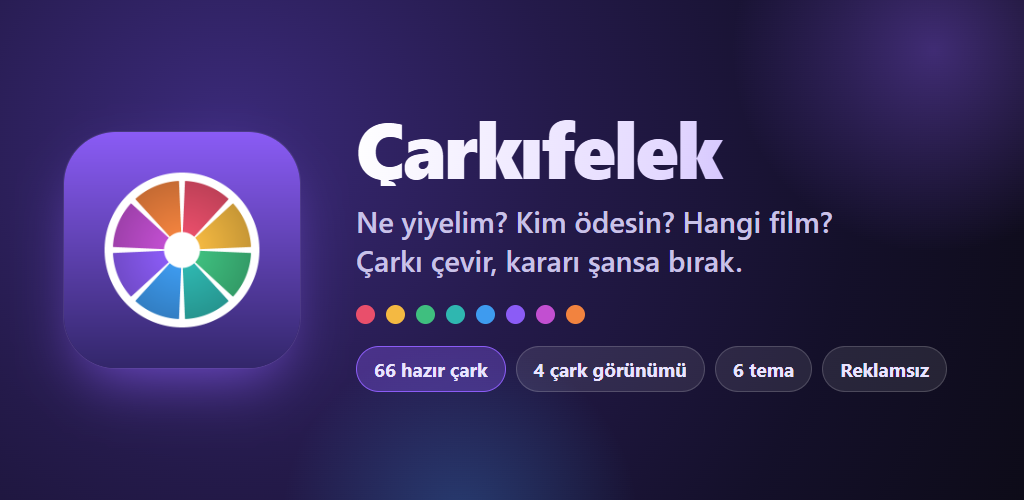 Çarkıfelek
Ne yiyelim? Kim ödesin? Hangi film?
Çarkı çevir, kararı şansa bırak.
66 hazır çark
4 çark görünümü
6 tema
Reklamsız